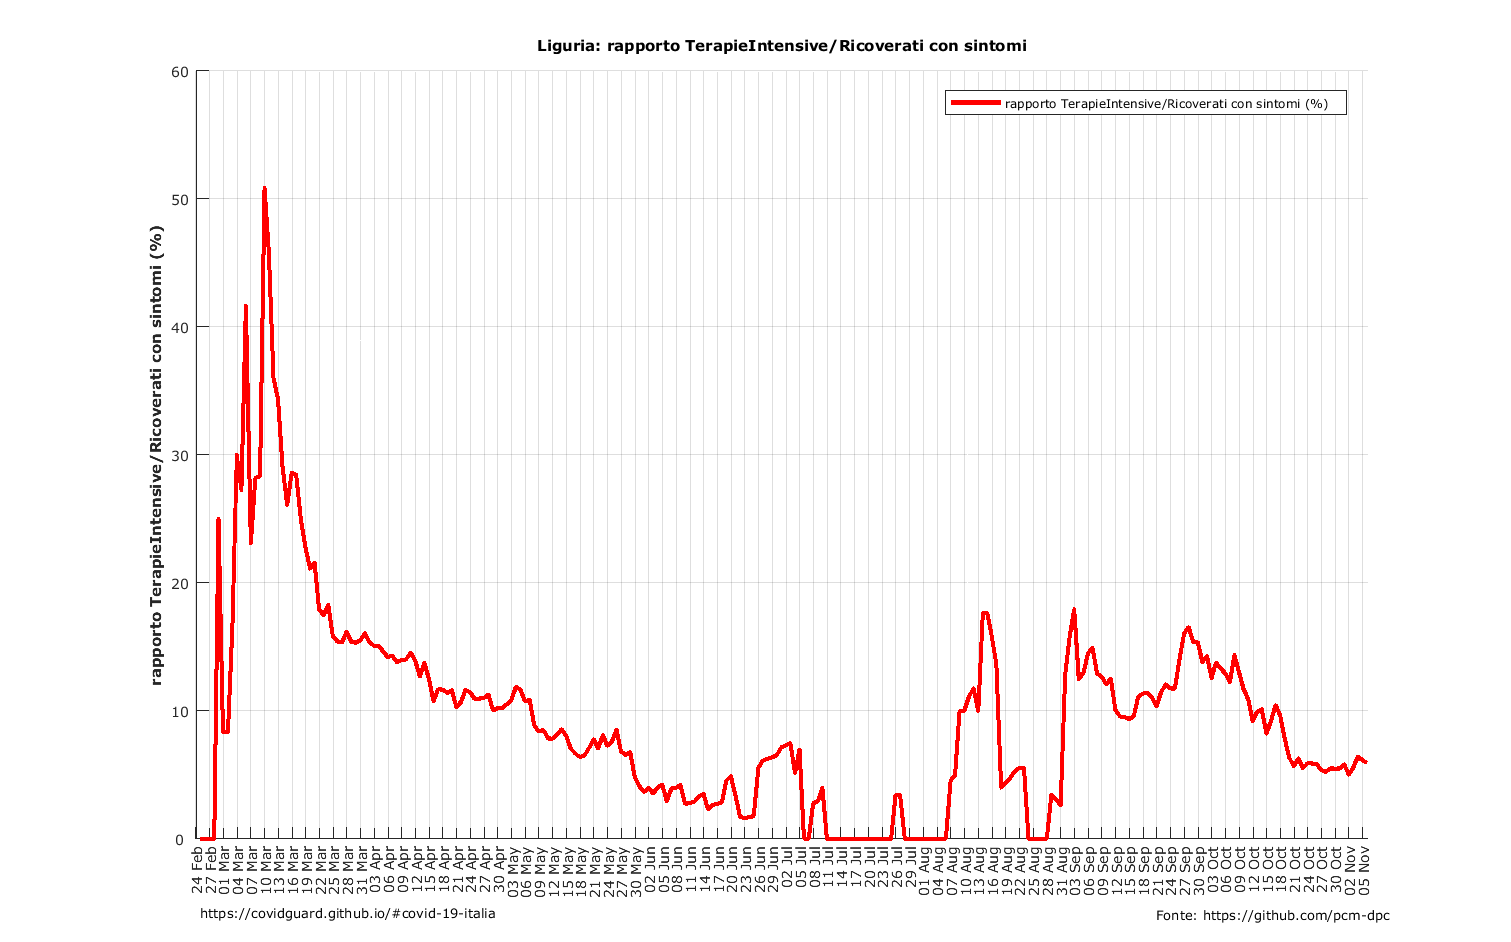 Liguria: rapporto TerapieIntensive/Ricoverati con sintomi
rapporto TerapieIntensive/Ricoverati con sintomi (%)
rapporto TerapieIntensive/Ricoverati con sintomi (%)
60
50
40
30
20
10
0
24 Feb
27 Feb
01 Mar
04 Mar
07 Mar
10 Mar
13 Mar
16 Mar
19 Mar
22 Mar
25 Mar
28 Mar
31 Mar
03 Apr
06 Apr
09 Apr
12 Apr
15 Apr
18 Apr
21 Apr
24 Apr
27 Apr
30 Apr
03 May
06 May
09 May
12 May
15 May
18 May
21 May
24 May
27 May
30 May
02 Jun
05 Jun
08 Jun
11 Jun
14 Jun
17 Jun
20 Jun
23 Jun
26 Jun
29 Jun
02 Jul
05 Jul
08 Jul
11 Jul
14 Jul
17 Jul
20 Jul
23 Jul
26 Jul
29 Jul
01 Aug
04 Aug
07 Aug
10 Aug
13 Aug
16 Aug
19 Aug
22 Aug
25 Aug
28 Aug
31 Aug
03 Sep
06 Sep
09 Sep
12 Sep
15 Sep
18 Sep
21 Sep
24 Sep
27 Sep
30 Sep
03 Oct
06 Oct
09 Oct
12 Oct
15 Oct
18 Oct
21 Oct
24 Oct
27 Oct
30 Oct
02 Nov
05 Nov
https://covidguard.github.io/#covid-19-italia
Fonte: https://github.com/pcm-dpc